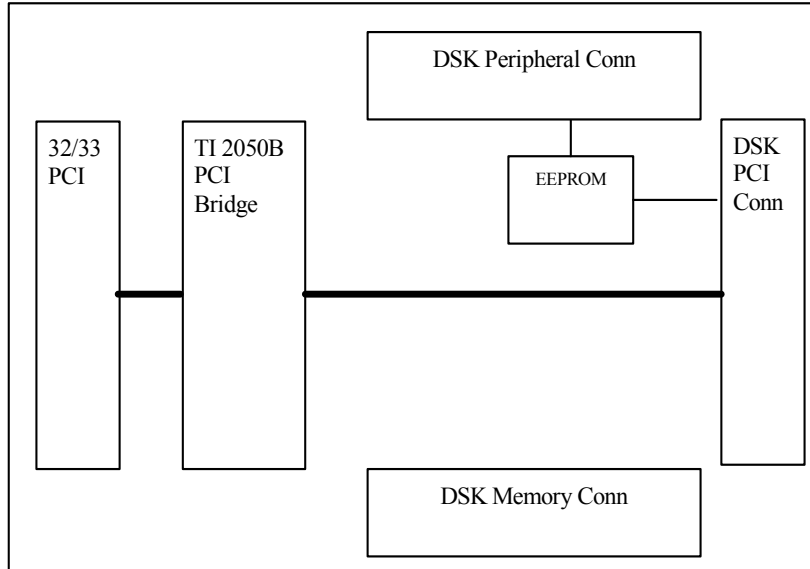 DSK Peripheral Conn
32/33
PCI
TI 2050B
PCI
Bridge
EEPROM
DSK
PCI
Conn
DSK Memory Conn